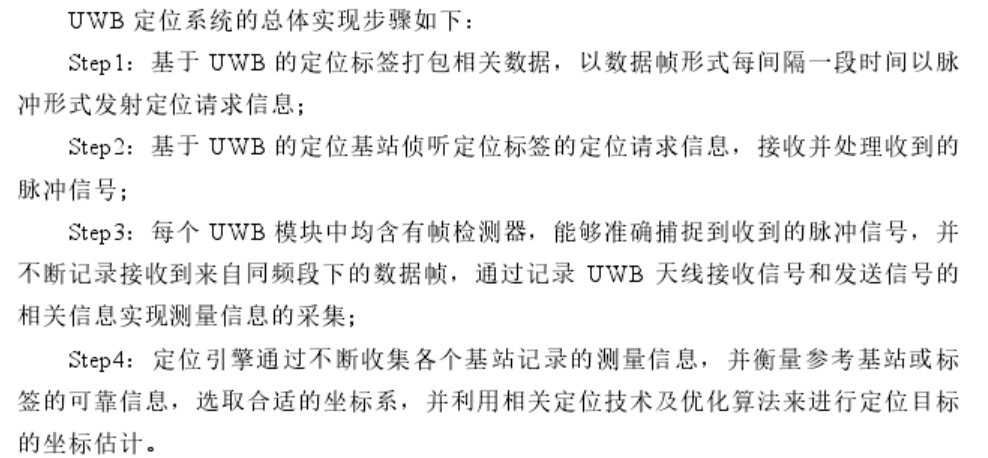 UWB 定位系统的总体实现步骤如下：
Step1：基于 UWB 的定位标签打包相关数据，以数据帧形式每间隔一段时间以脉
冲形式发射定位请求信息；
Step2：基于 UWB 的定位基站侦听定位标签的定位请求信息，接收并处理收到的
脉冲信号；
Step3：每个 UWB 模块中均含有帧检测器，能够准确捕捉到收到的脉冲信号，并
不断记录接收到来自同频段下的数据帧，通过记录 UWB 天线接收信号和发送信号的
相关信息实现测量信息的采集；
Step4：定位引擎通过不断收集各个基站记录的测量信息，并衡量参考基站或标
签的可靠信息，选取合适的坐标系，并利用相关定位技术及优化算法来进行定位目标
的坐标估计。